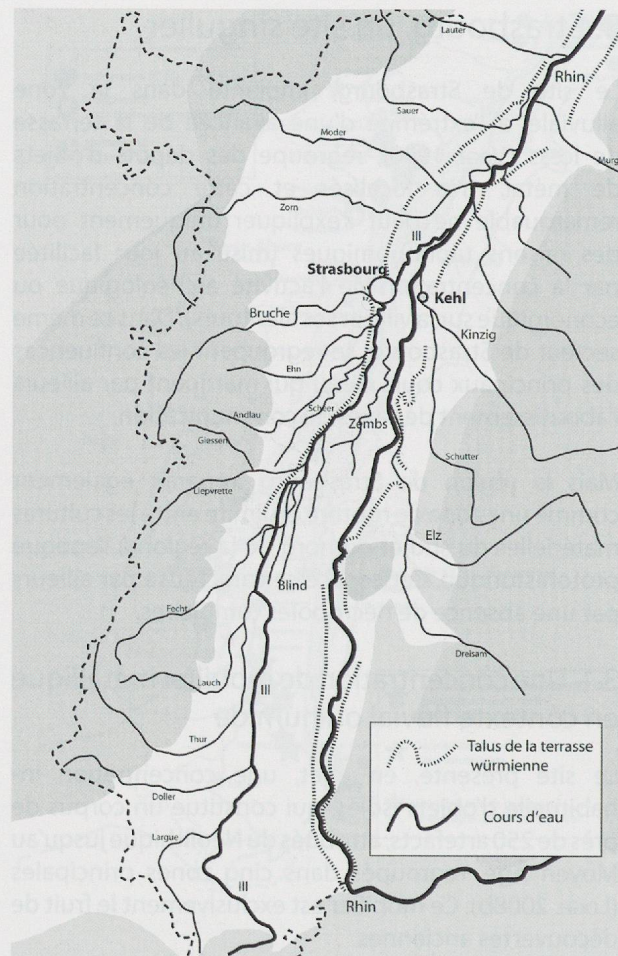 Lauter
Rhin
Sauer
Moder
Murg
Zorn
Ill
Strasbourg
Kehl
Bruche
Kinzig
Ehn
Scheer
Andlau
Zembs
Giessen
Schutter
Liepvrette
Elz
Blind
Fecht
Dreisam
Lauch
Ill
Thur
Talus de la terrasse
würmienne
Doller
Cours d'eau
Largue
Ill
Rhin